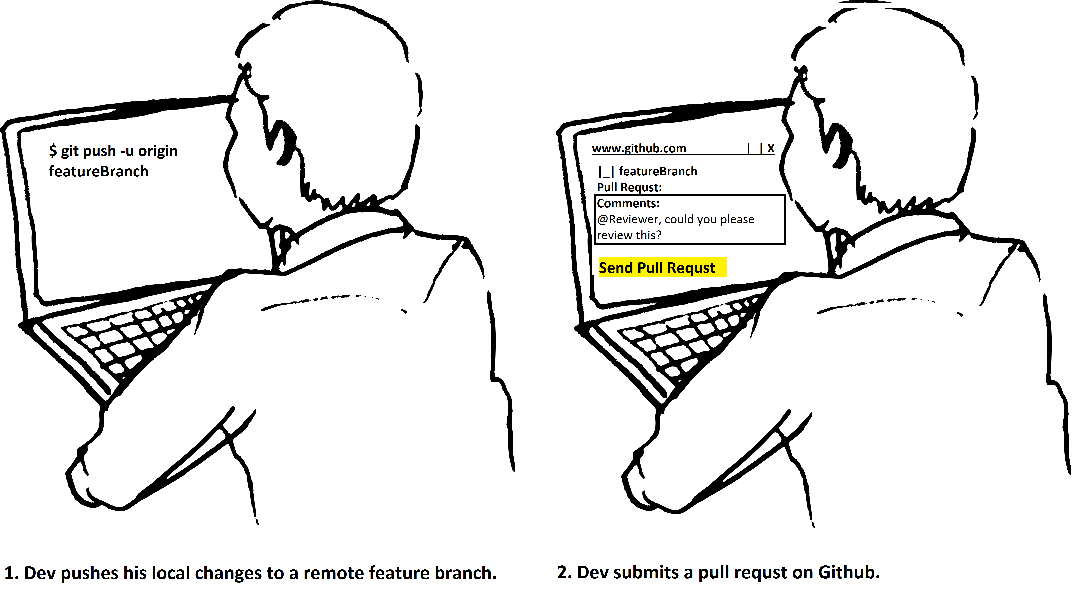 $ git push -u origin
featureBranch
www.github.com | | X
|_| featureBranch
Pull Requst:
Comments:
@Reviewer, could you please
review this?
Send Pull Requst
1. Dev pushes his local changes to a remote feature branch.
2. Dev submits a pull requst on Github.